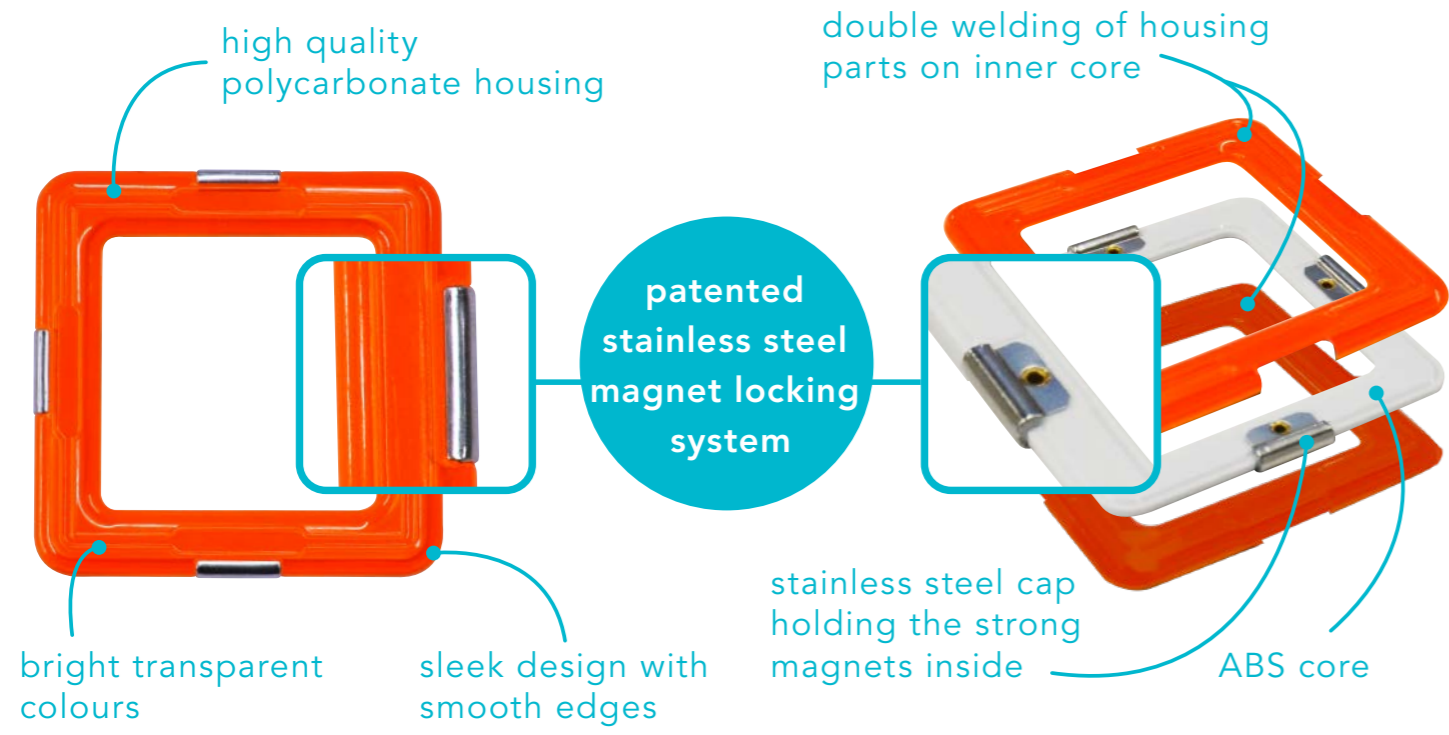 high quality
polycarbonate housing
double welding of housing
parts on inner core
patented
stainless steel
magnet locking
system
bright transparent
colours
sleek design with
smooth edges
stainless steel cap
holding the strong
magnets inside
ABS core